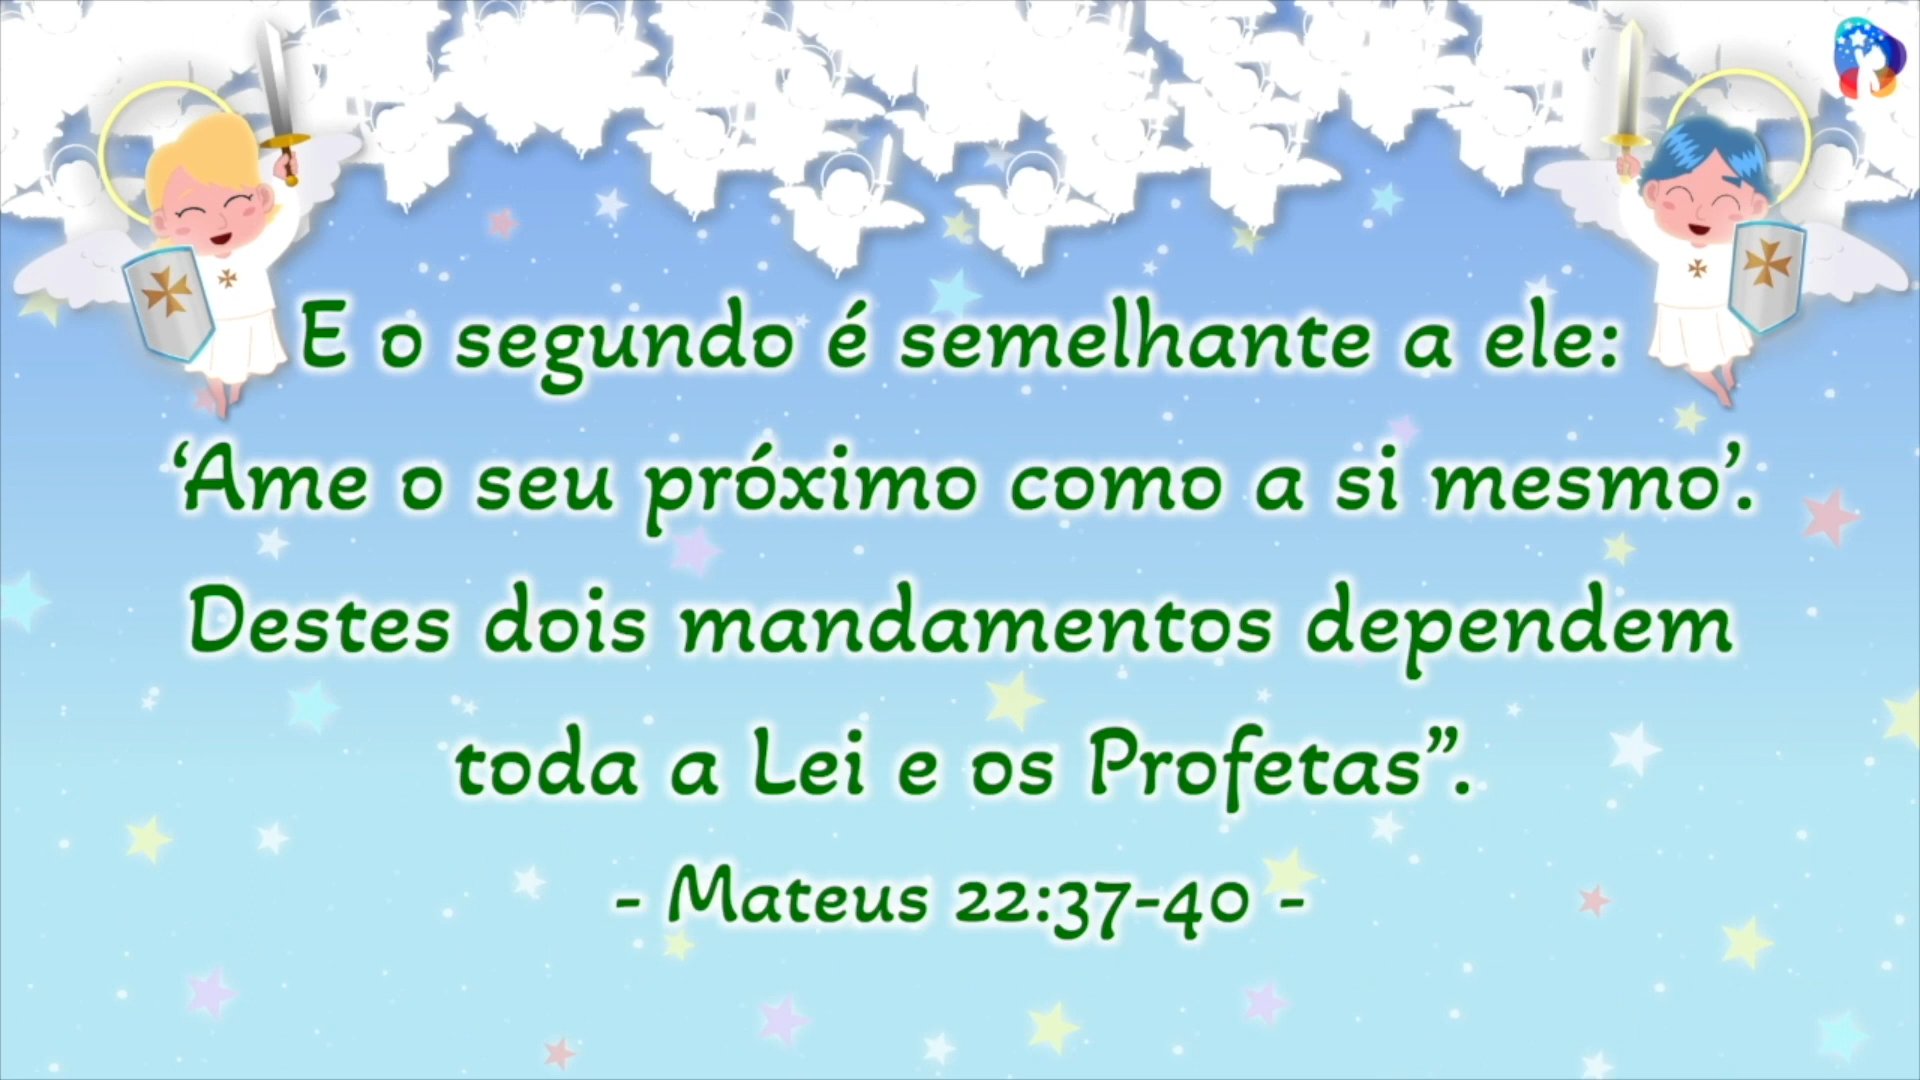 E o segundo é semelhante a ele:
‘Ame o seu próximo como a si mesmo’.
Destes dois mandamentos dependem
toda a Lei e os Profetas”.
- Mateus 22:37-40 -